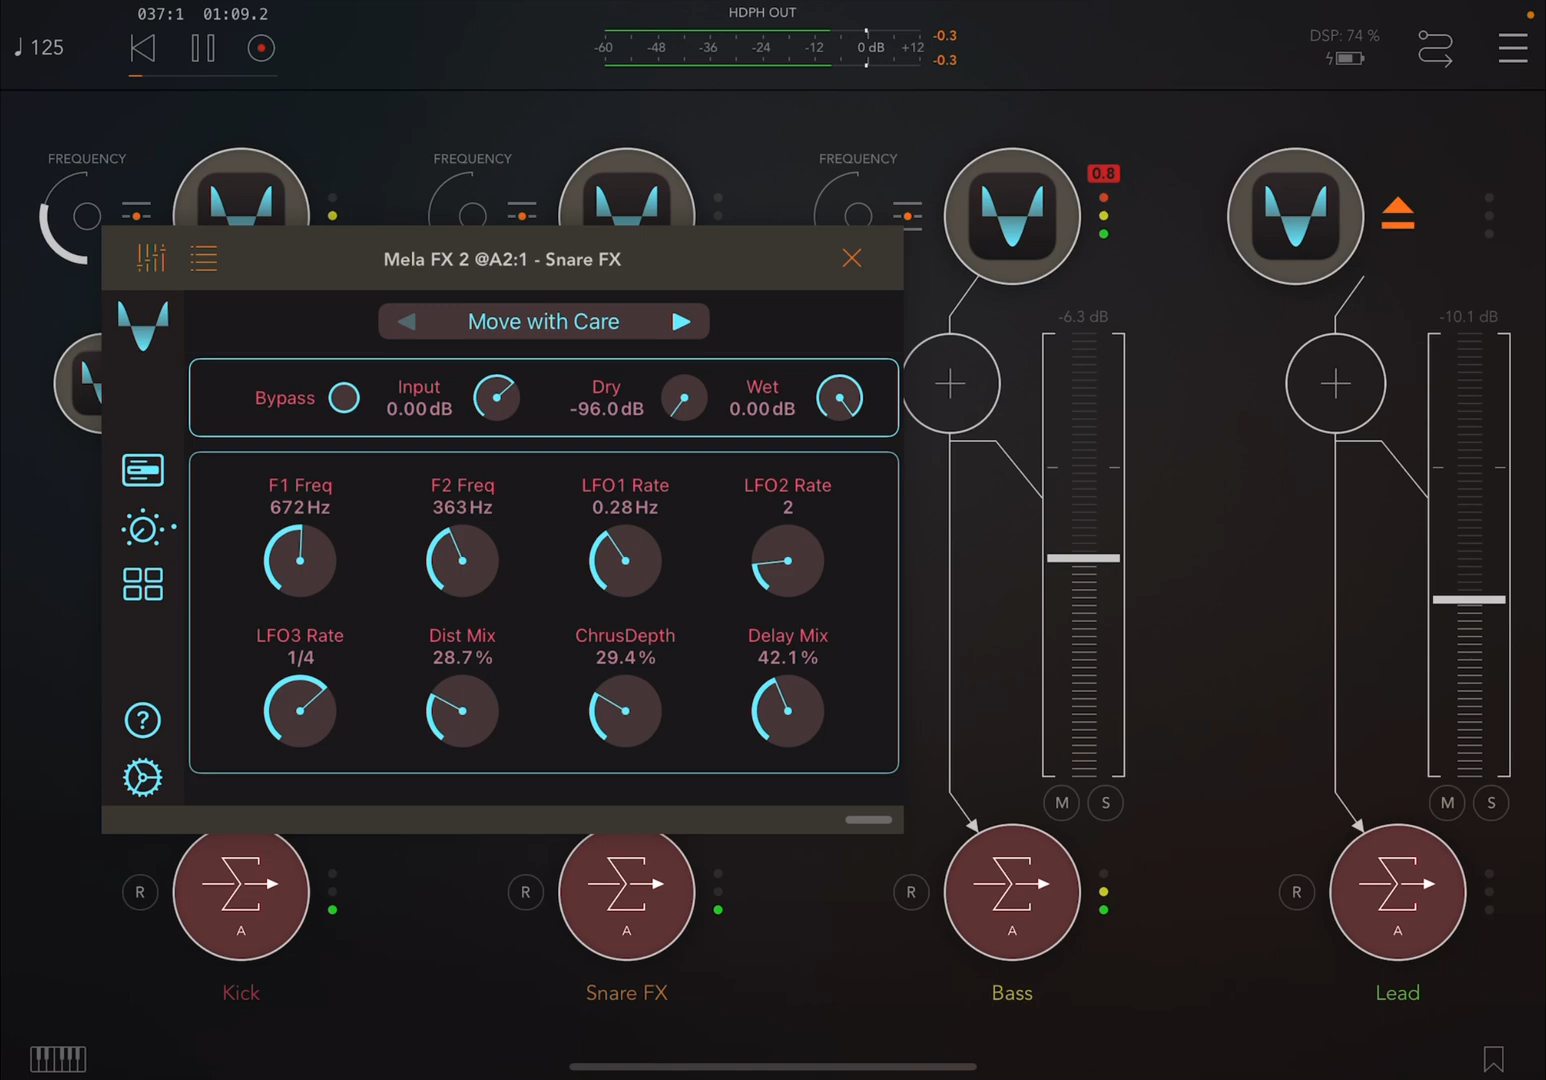 037:1 01:09.2
HDPH OUT
♩ 125
-60 -48 -36 -24 -12 0 dB +12
-0.3
-0.3
DSP: 74 %
FREQUENCY
FREQUENCY
FREQUENCY
0.8
Mela FX 2 @A2:1 - Snare FX
Move with Care
-6.3 dB
-10.1 dB
Bypass
Input
0.00 dB
Dry
-96.0 dB
Wet
0.00 dB
F1 Freq
672 Hz
F2 Freq
363 Hz
LFO1 Rate
0.28 Hz
LFO2 Rate
2
LFO3 Rate
1/4
Dist Mix
28.7 %
ChrusDepth
29.4 %
Delay Mix
42.1 %
?
M S
M S
R
R
R
R
A
A
A
A
Kick
Snare FX
Bass
Lead